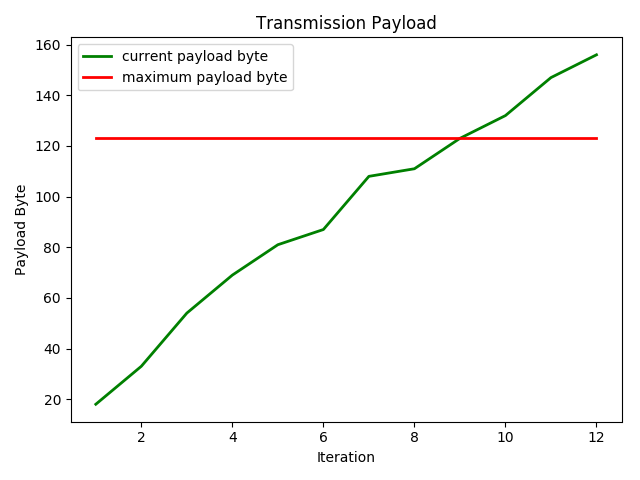 Transmission Payload
current payload byte
maximum payload byte
160
140
120
100
80
60
40
20
Payload Byte
2 4 6 8 10 12
Iteration